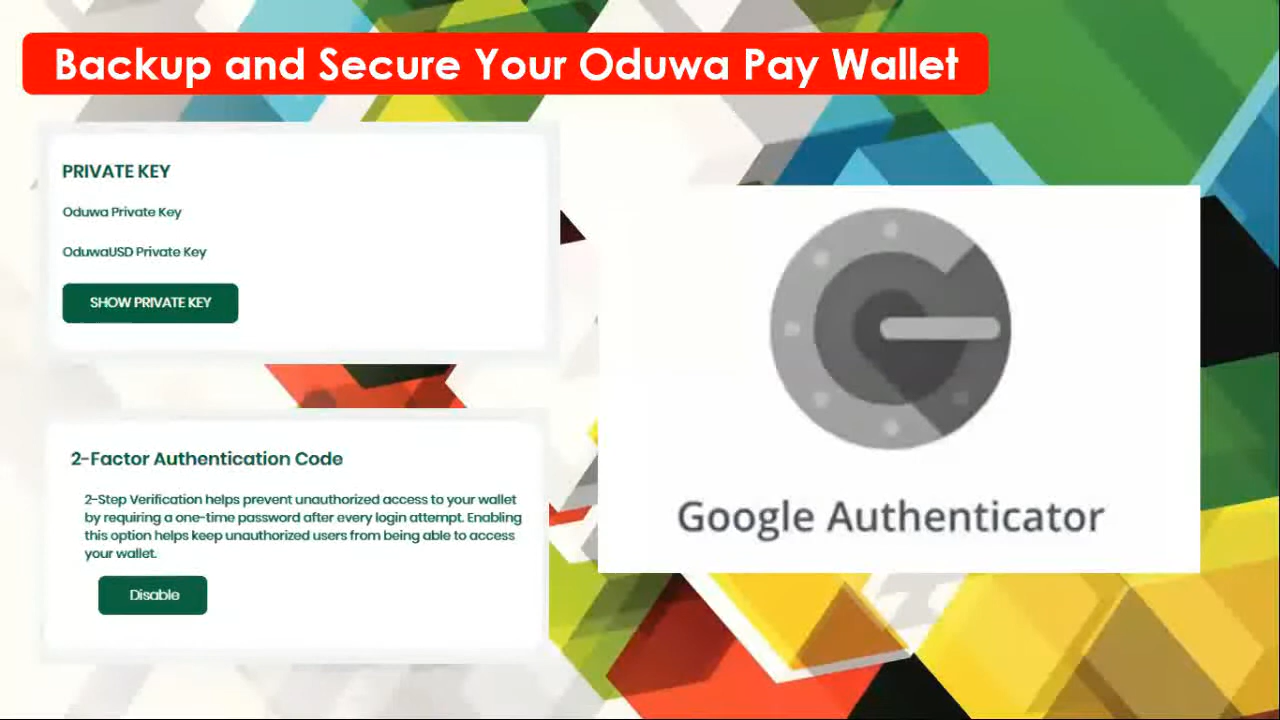 Backup and Secure Your Oduwa Pay Wallet
PRIVATE KEY
Oduwa Private Key
OduwaUSD Private Key
SHOW PRIVATE KEY
2-Factor Authentication Code
2-Step Verification helps prevent unauthorized access to your wallet
by requiring a one-time password after every login attempt. Enabling
this option helps keep unauthorized users from being able to access
your wallet.
Disable
Google Authenticator